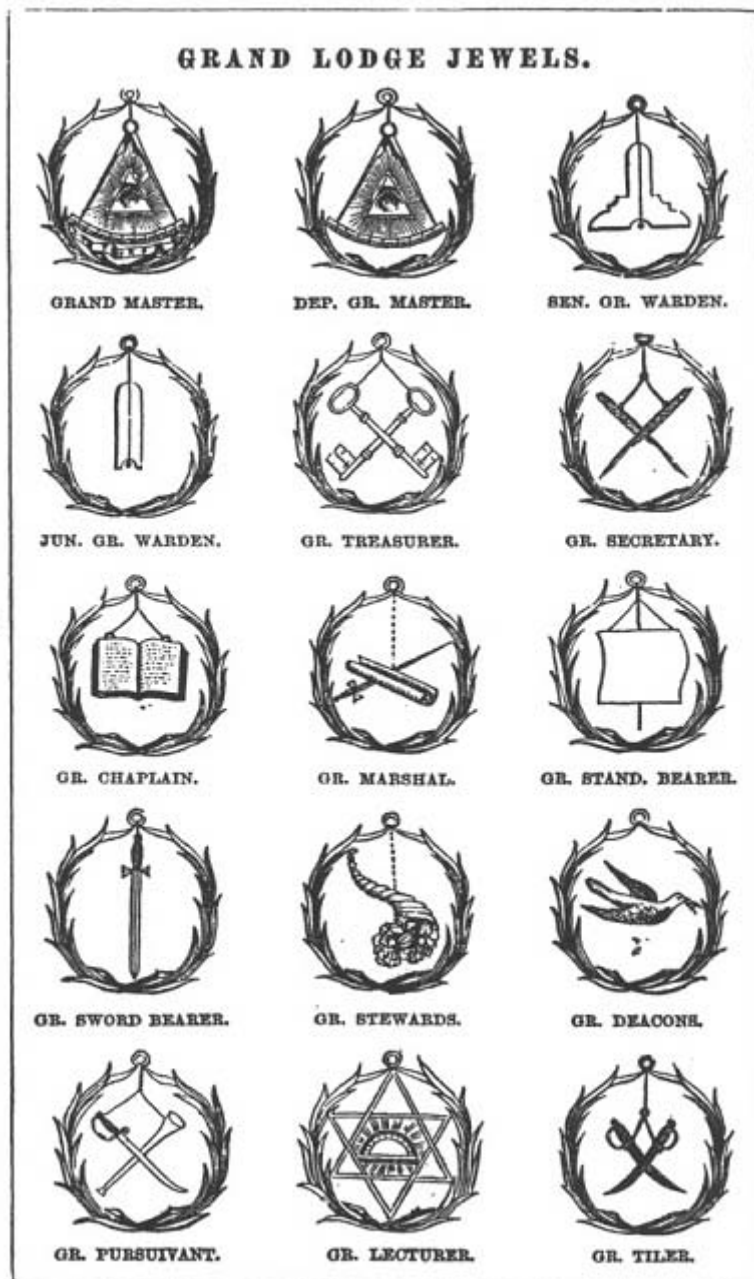 GRAND LODGE JEWELS.
GRAND MASTER. DEP. GR. MASTER. SEN. GR. WARDEN.
JUN. GR. WARDEN. GR. TREASURER. GR. SECRETARY.
GR. CHAPLAIN. GR. MARSHAL. GR. STAND. BEARER.
GR. SWORD BEARER. GR. STEWARDS. GR. DEACONS.
GR. PURSUIVANT. GR. LECTURER. GR. TILER.